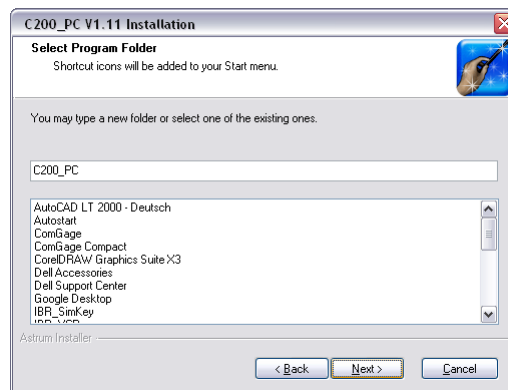 C200_PC V1.11 Installation
Select Program Folder
Shortcut icons will be added to your Start menu.
You may type a new folder or select one of the existing ones.
C200_PC
AutoCAD LT 2000 - Deutsch
Autostart
ComGage
ComGage Compact
CorelDRAW Graphics Suite X3
Dell Accessories
Dell Support Center
Google Desktop
IBR_SimKey
Astrum Installer
< Back Next > Cancel